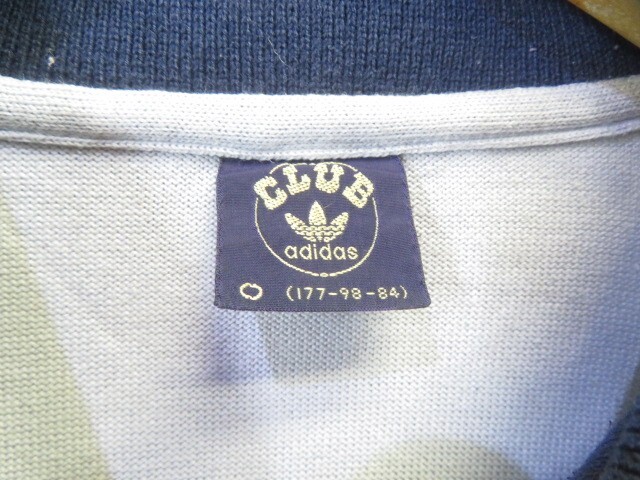 CLUB
adidas
O (177-98-84)